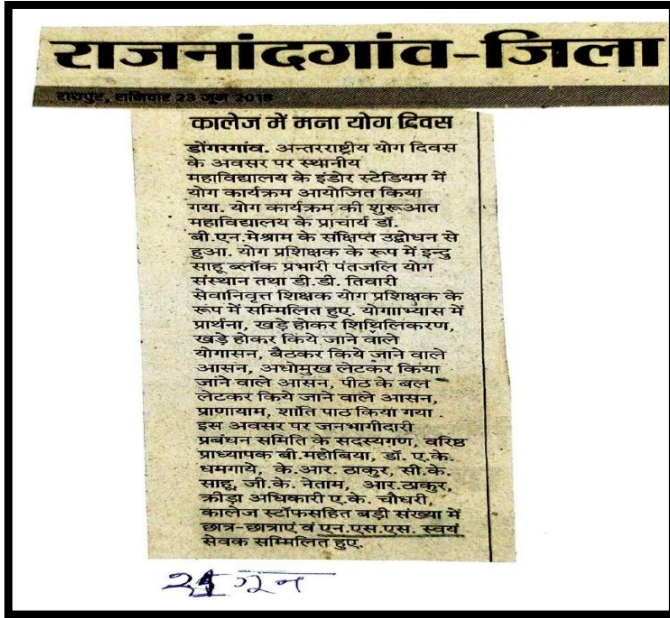 राजनांदगांव-जिला
रायपुर, शनिवार 23 जून 2018
कालेज में मना योग दिवस
डोंगरगांव. अन्तरराष्ट्रीय योग दिवस
के अवसर पर स्थानीय
महाविद्यालय के इंडोर स्टेडियम में
योग कार्यक्रम आयोजित किया
गया. योग कार्यक्रम की शुरूआत
महाविद्यालय के प्राचार्य डॉ.
बी.एन.मेश्राम के संक्षिप्त उद्बोधन से
हुआ. योग प्रशिक्षक के रूप में इन्दु
साहू ब्लॉक प्रभारी पंतजलि योग
संस्थान तथा डी.डी. तिवारी
सेवानिवृत्त शिक्षक योग प्रशिक्षक के
रूप में सम्मिलित हुए. योगााभ्यास में
प्रार्थना, खड़े होकर शिथिलिकरण,
खड़े होकर किये जाने वाले
योगासन, बैठकर किये जाने वाले
आसन, अधोमुख लेटकर किया
जाने वाले आसन, पीठ के बल
लेटकर किये जाने वाले आसन,
प्राणायाम, शांति पाठ किया गया.
इस अवसर पर जनभागीदारी
प्रबंधन समिति के सदस्यगण, वरिष्ठ
प्राध्यापक बी.महोबिया, डॉ. ए.के.
धमगाये, के.आर. ठाकुर, सी.के.
साहू, जी.के. नेताम, आर.ठाकुर,
क्रीड़ा अधिकारी ए.के. चौधरी,
कालेज स्टॉफसहित बड़ी संख्या में
छात्र-छात्राएं व एन.एस.एस. स्वयं
सेवक सम्मिलित हुए.
21 जून